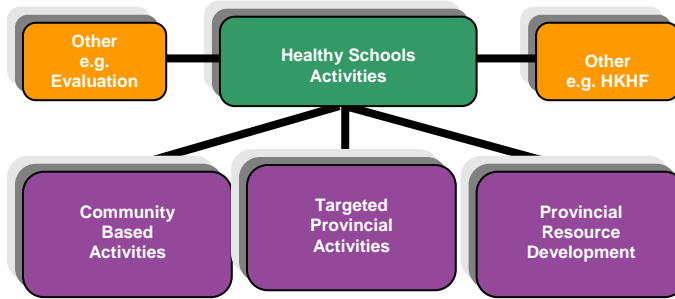 Other
e.g.
Evaluation
Healthy Schools
Activities
Other
e.g. HKHF
Community
Based
Activities
Targeted
Provincial
Activities
Provincial
Resource
Development